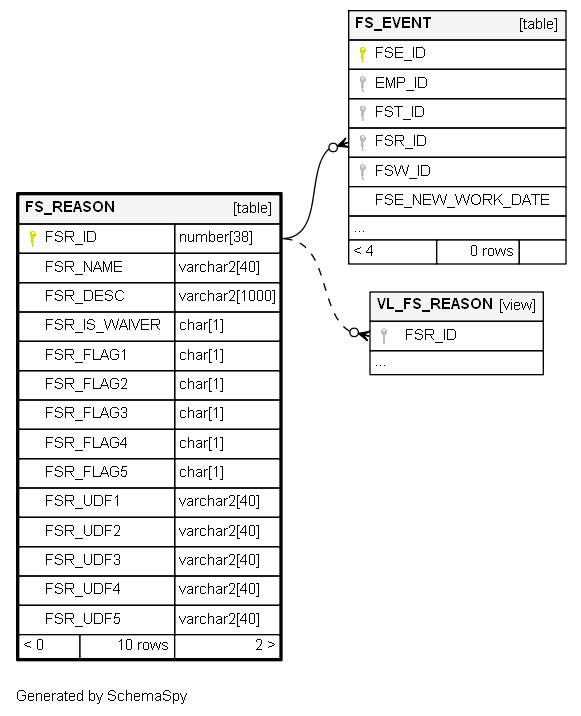 FS_EVENT [table]
FSE_ID
EMP_ID
FST_ID
FSR_ID
FSW_ID
FSE_NEW_WORK_DATE
...
< 4 0 rows
FS_REASON [table]
FSR_ID number[38]
FSR_NAME varchar2[40]
FSR_DESC varchar2[1000]
FSR_IS_WAIVER char[1]
FSR_FLAG1 char[1]
FSR_FLAG2 char[1]
FSR_FLAG3 char[1]
FSR_FLAG4 char[1]
FSR_FLAG5 char[1]
FSR_UDF1 varchar2[40]
FSR_UDF2 varchar2[40]
FSR_UDF3 varchar2[40]
FSR_UDF4 varchar2[40]
FSR_UDF5 varchar2[40]
< 0 10 rows 2 >
VL_FS_REASON [view]
FSR_ID
...
Generated by SchemaSpy